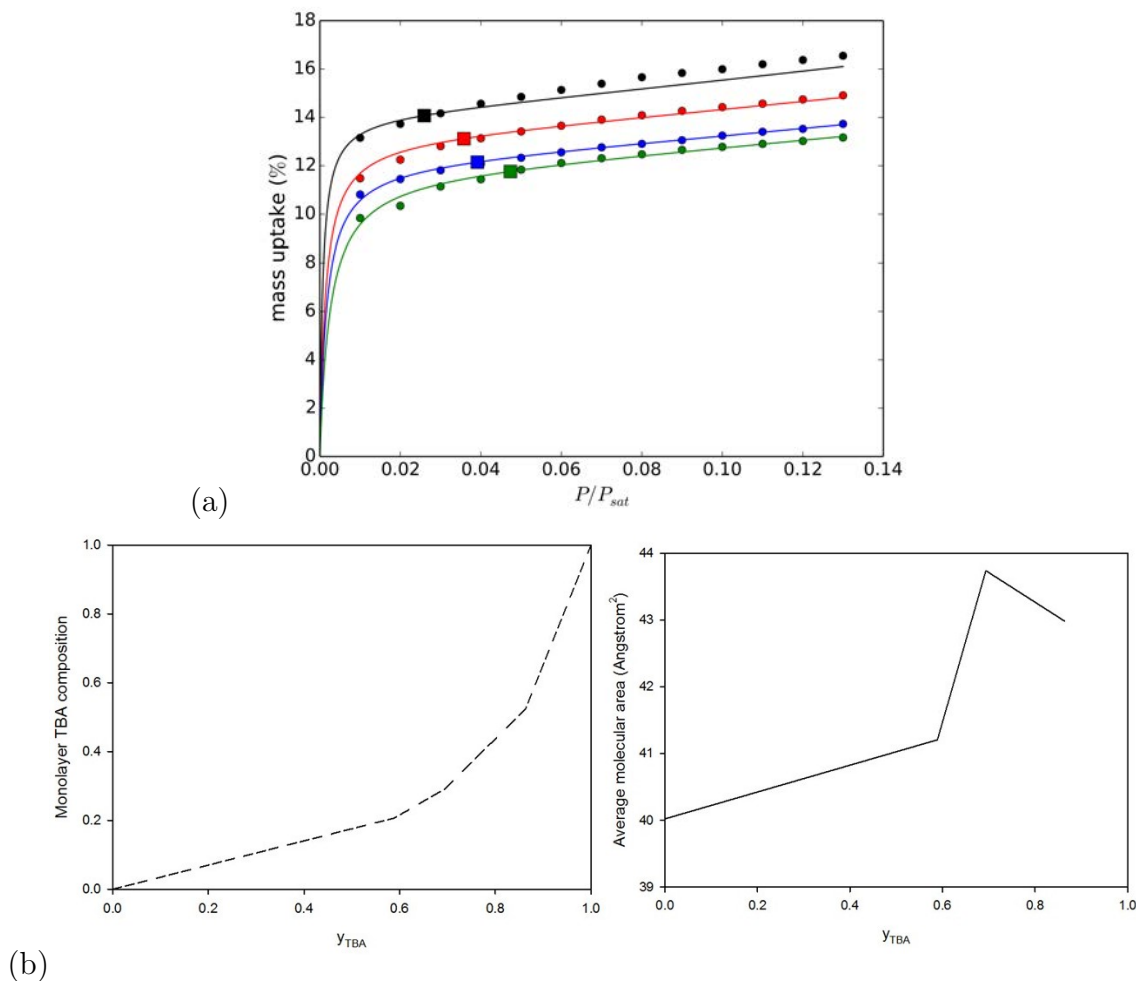 18
16
14
12
10
8
6
4
2
0
mass uptake (%)
0.00 0.02 0.04 0.06 0.08 0.10 0.12 0.14
P/P_sat
(a)
1.0
0.8
0.6
0.4
0.2
0.0
Monolayer TBA composition
0.0 0.2 0.4 0.6 0.8 1.0
y_TBA
44
43
42
41
40
39
Average molecular area (Angstrom²)
0.0 0.2 0.4 0.6 0.8 1.0
y_TBA
(b)